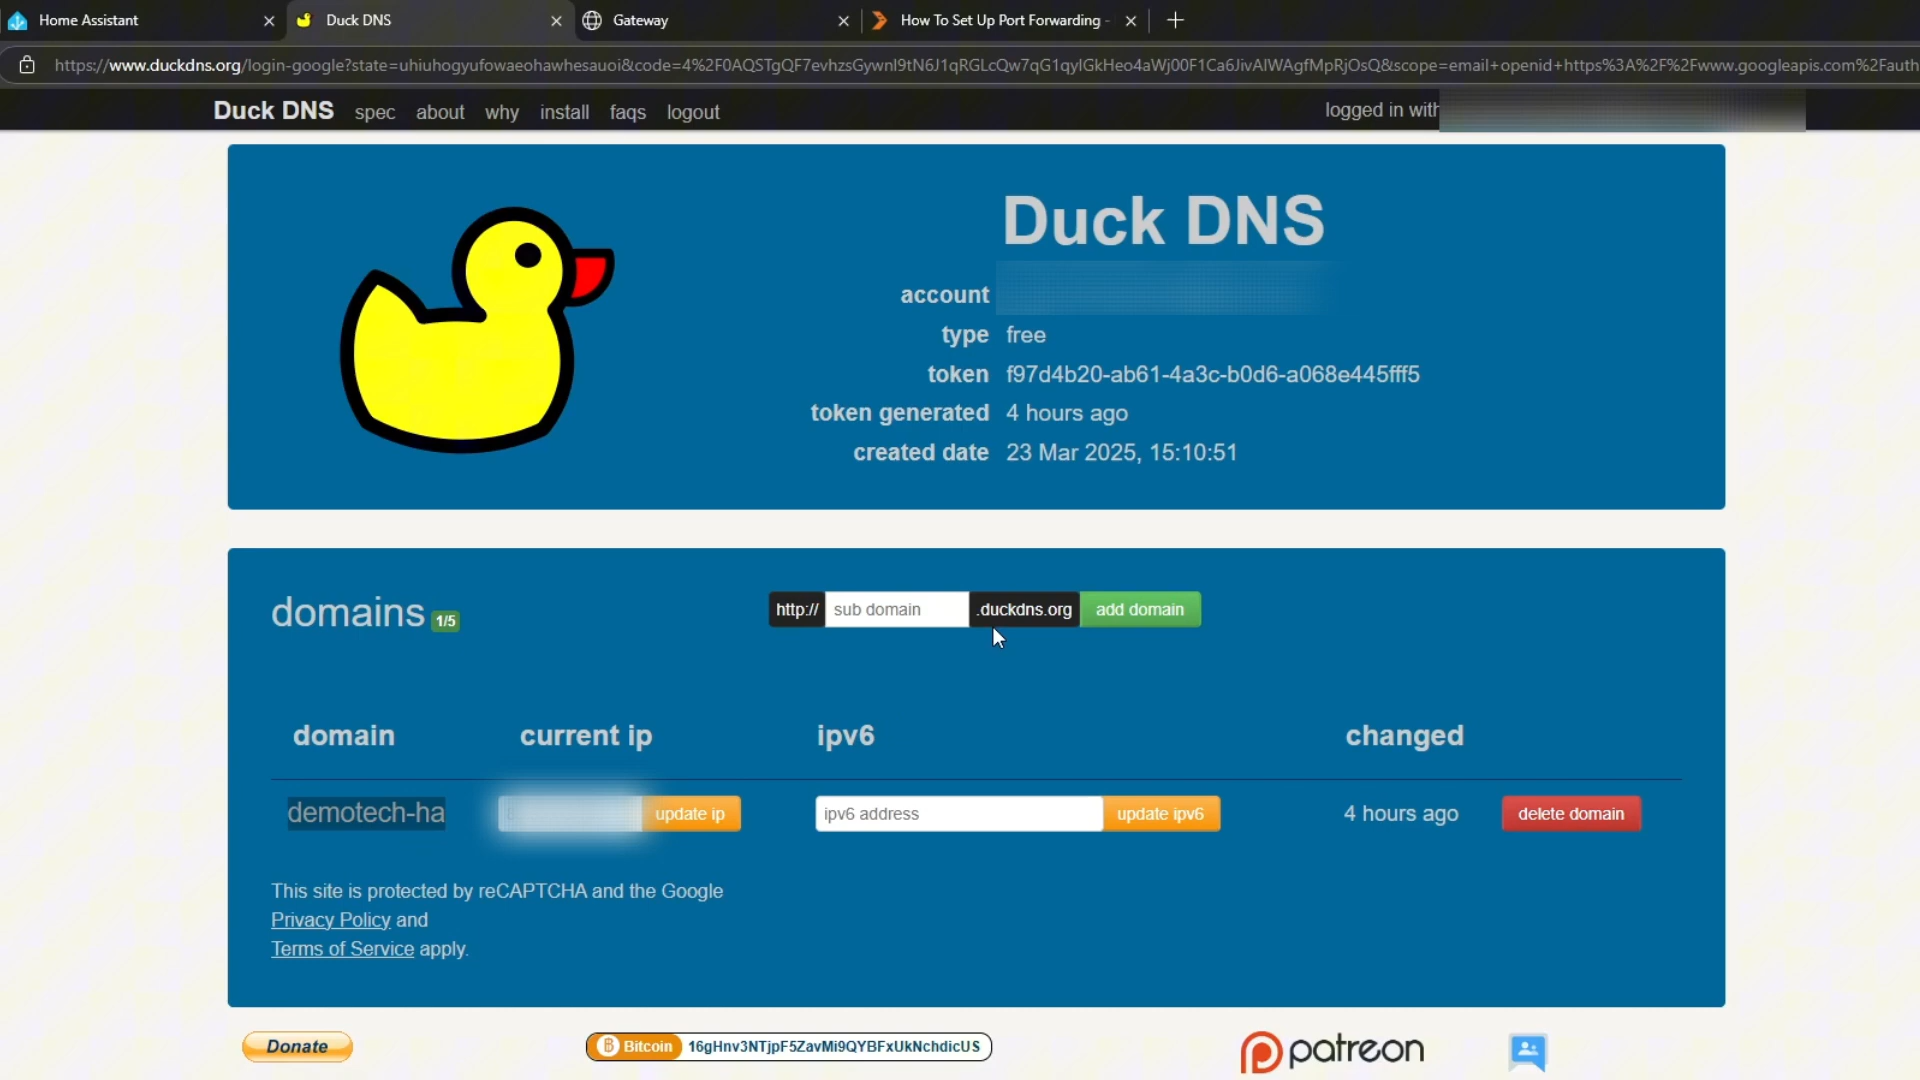 Home Assistant
Duck DNS
Gateway
How To Set Up Port Forwarding -
https://www.duckdns.org/login-google?state=uhiuhogyufowaeohawhesauoi&code=4%2F0AQSTgQF7evhzsGywnl9tN6J1qRGLcQw7qG1qylGkHeo4aWj00F1Ca6JivAIWAgfMpRjOsQ&scope=email+openid+https%3A%2F%2Fwww.googleapis.com%2Fauth
Duck DNS spec about why install faqs logout
logged in with
Duck DNS
account
type free
token f97d4b20-ab61-4a3c-b0d6-a068e445fff5
token generated 4 hours ago
created date 23 Mar 2025, 15:10:51
domains 1/5
http:// sub domain .duckdns.org add domain
domain current ip ipv6 changed
demotech-ha update ip ipv6 address update ipv6 4 hours ago delete domain
This site is protected by reCAPTCHA and the Google
Privacy Policy and
Terms of Service apply.
Donate
Bitcoin 16gHnv3NTjpF5ZavMi9QYBFxUkNchdicUS
patreon